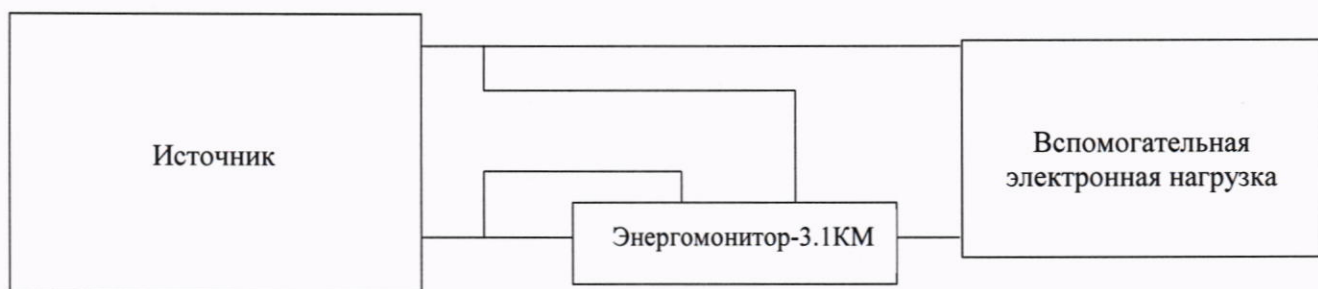 Источник
Вспомогательная
электронная нагрузка
Энергомонитор-3.1КМ